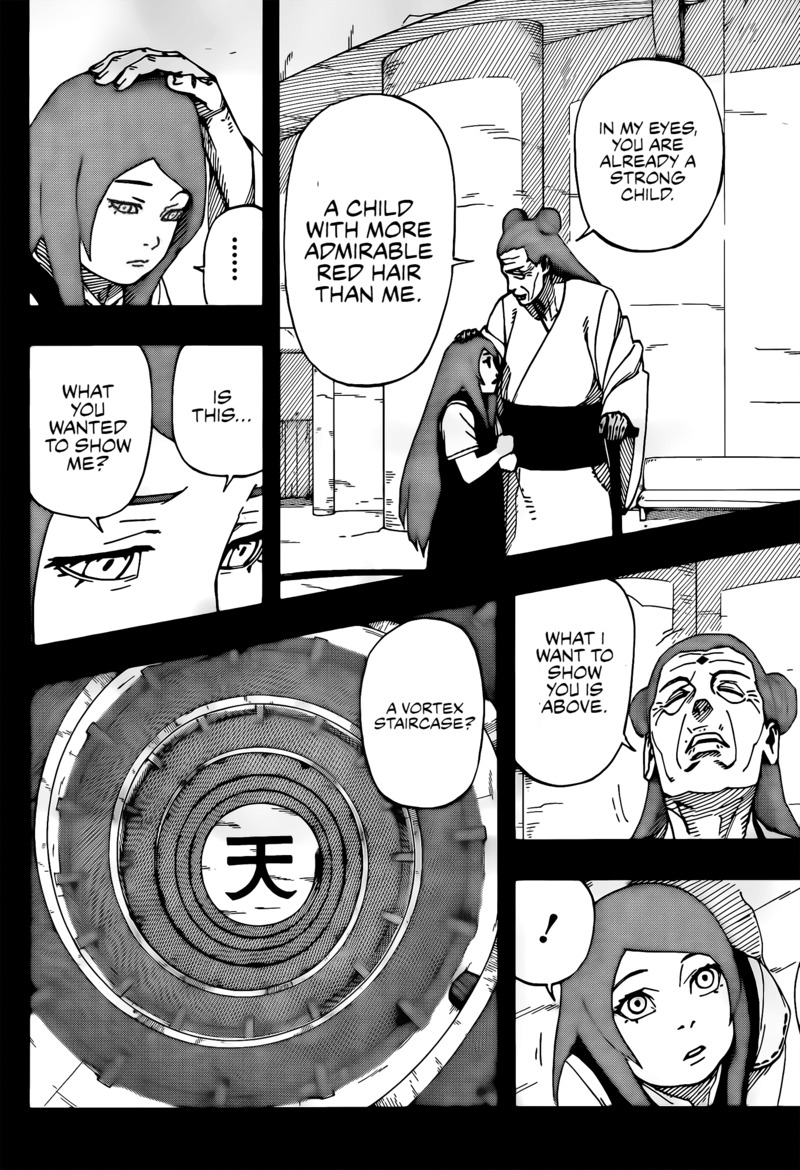 IN MY EYES,
YOU ARE
ALREADY A
STRONG
CHILD.
A CHILD
WITH MORE
ADMIRABLE
RED HAIR
THAN ME.
......
IS
THIS...
WHAT
YOU
WANTED
TO SHOW
ME?
WHAT I
WANT TO
SHOW
YOU IS
ABOVE.
A VORTEX
STAIRCASE?
天
!